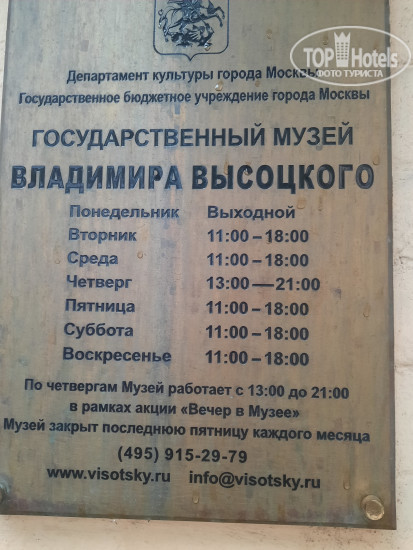 TOP Hotels
ФОТО ТУРИСТА
Департамент культуры города Москвы
Государственное бюджетное учреждение города Москвы
ГОСУДАРСТВЕННЫЙ МУЗЕЙ
ВЛАДИМИРА ВЫСОЦКОГО
Понедельник Выходной
Вторник 11:00 – 18:00
Среда 11:00 – 18:00
Четверг 13:00 — 21:00
Пятница 11:00 – 18:00
Суббота 11:00 – 18:00
Воскресенье 11:00 – 18:00
По четвергам Музей работает с 13:00 до 21:00
в рамках акции «Вечер в Музее»
Музей закрыт последнюю пятницу каждого месяца
(495) 915-29-79
www.visotsky.ru info@visotsky.ru